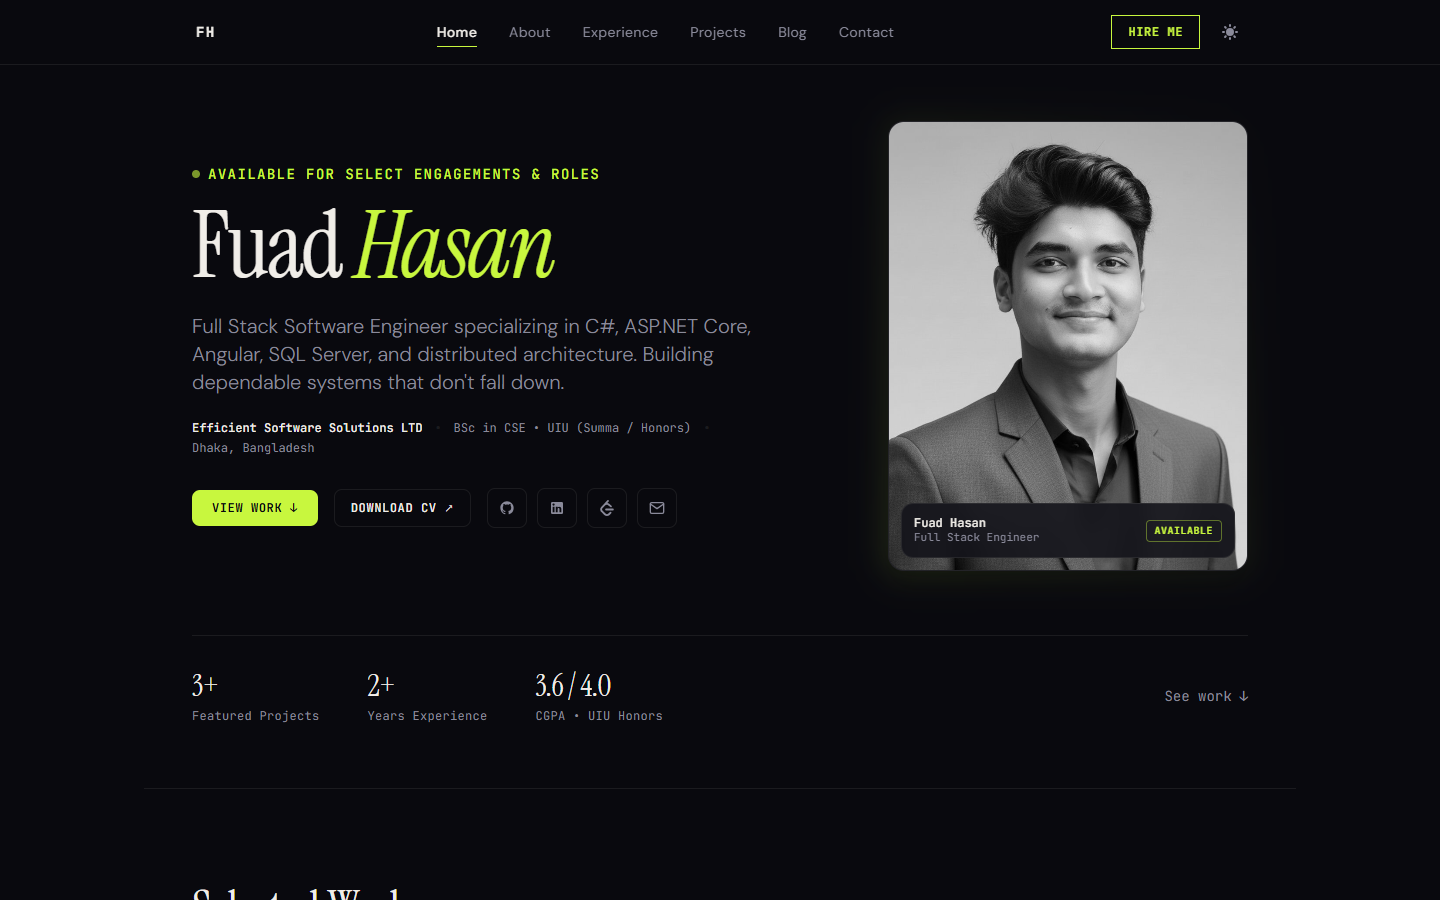 FH
Home
About
Experience
Projects
Blog
Contact
HIRE ME
AVAILABLE FOR SELECT ENGAGEMENTS & ROLES
Fuad Hasan
Full Stack Software Engineer specializing in C#, ASP.NET Core,
Angular, SQL Server, and distributed architecture. Building
dependable systems that don't fall down.
Efficient Software Solutions LTD · BSc in CSE • UIU (Summa / Honors) ·
Dhaka, Bangladesh
VIEW WORK ↓
DOWNLOAD CV ↗
Fuad Hasan
Full Stack Engineer
AVAILABLE
3+
Featured Projects
2+
Years Experience
3.6 / 4.0
CGPA • UIU Honors
See work ↓
Selected Work